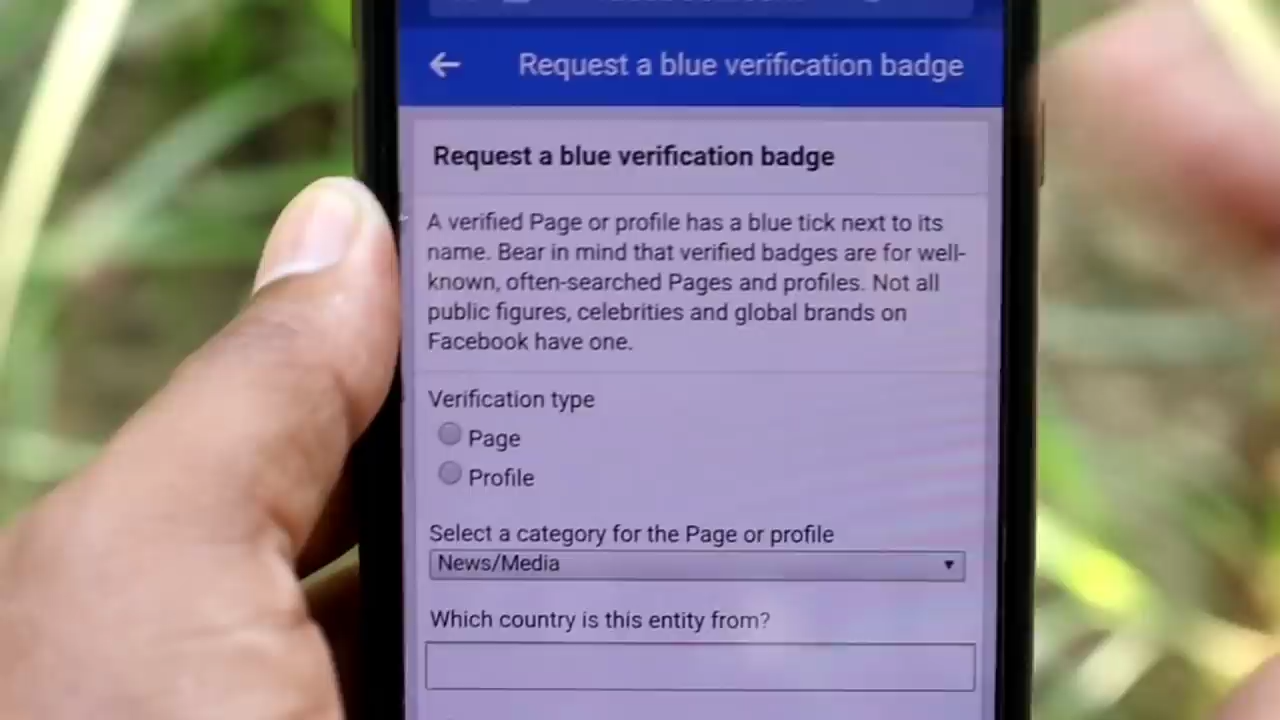 Request a blue verification badge
Request a blue verification badge
A verified Page or profile has a blue tick next to its
name. Bear in mind that verified badges are for well-
known, often-searched Pages and profiles. Not all
public figures, celebrities and global brands on
Facebook have one.
Verification type
Page
Profile
Select a category for the Page or profile
News/Media
Which country is this entity from?